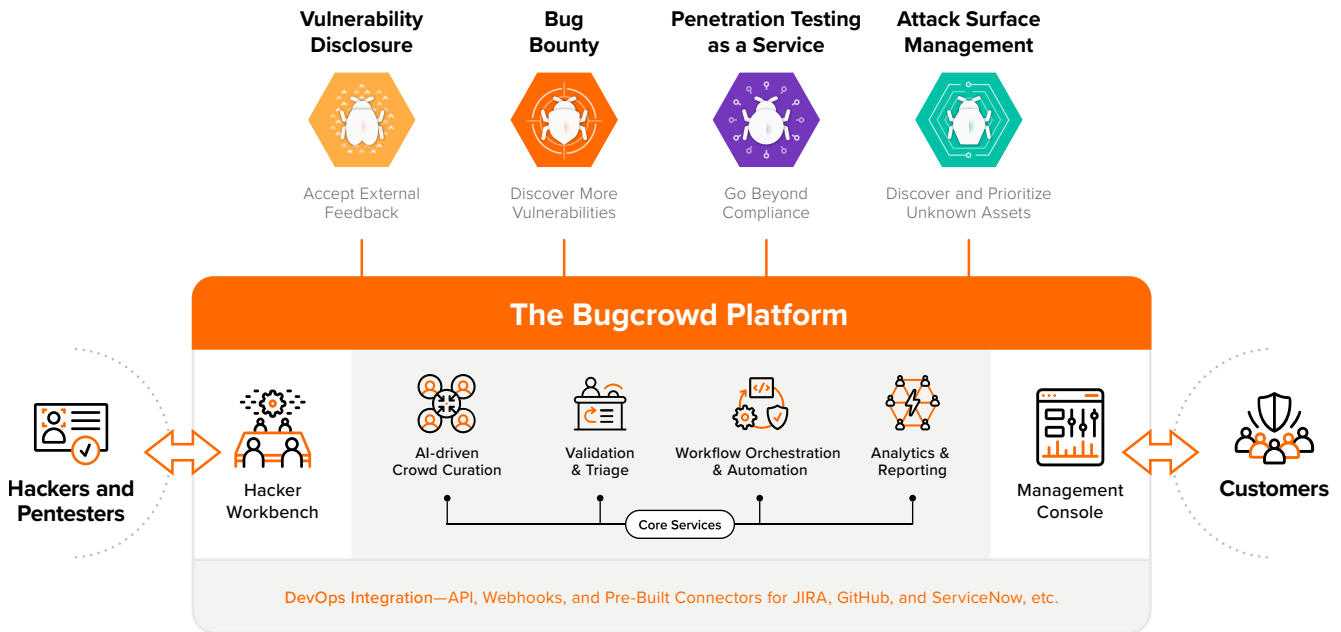 Vulnerability
Disclosure
Bug
Bounty
Penetration Testing
as a Service
Attack Surface
Management
Accept External
Feedback
Discover More
Vulnerabilities
Go Beyond
Compliance
Discover and Prioritize
Unknown Assets
The Bugcrowd Platform
Hackers and
Pentesters
Hacker
Workbench
AI-driven
Crowd Curation
Validation
& Triage
</>
Workflow Orchestration
& Automation
Analytics &
Reporting
Core Services
Management
Console
Customers
DevOps Integration—API, Webhooks, and Pre-Built Connectors for JIRA, GitHub, and ServiceNow, etc.